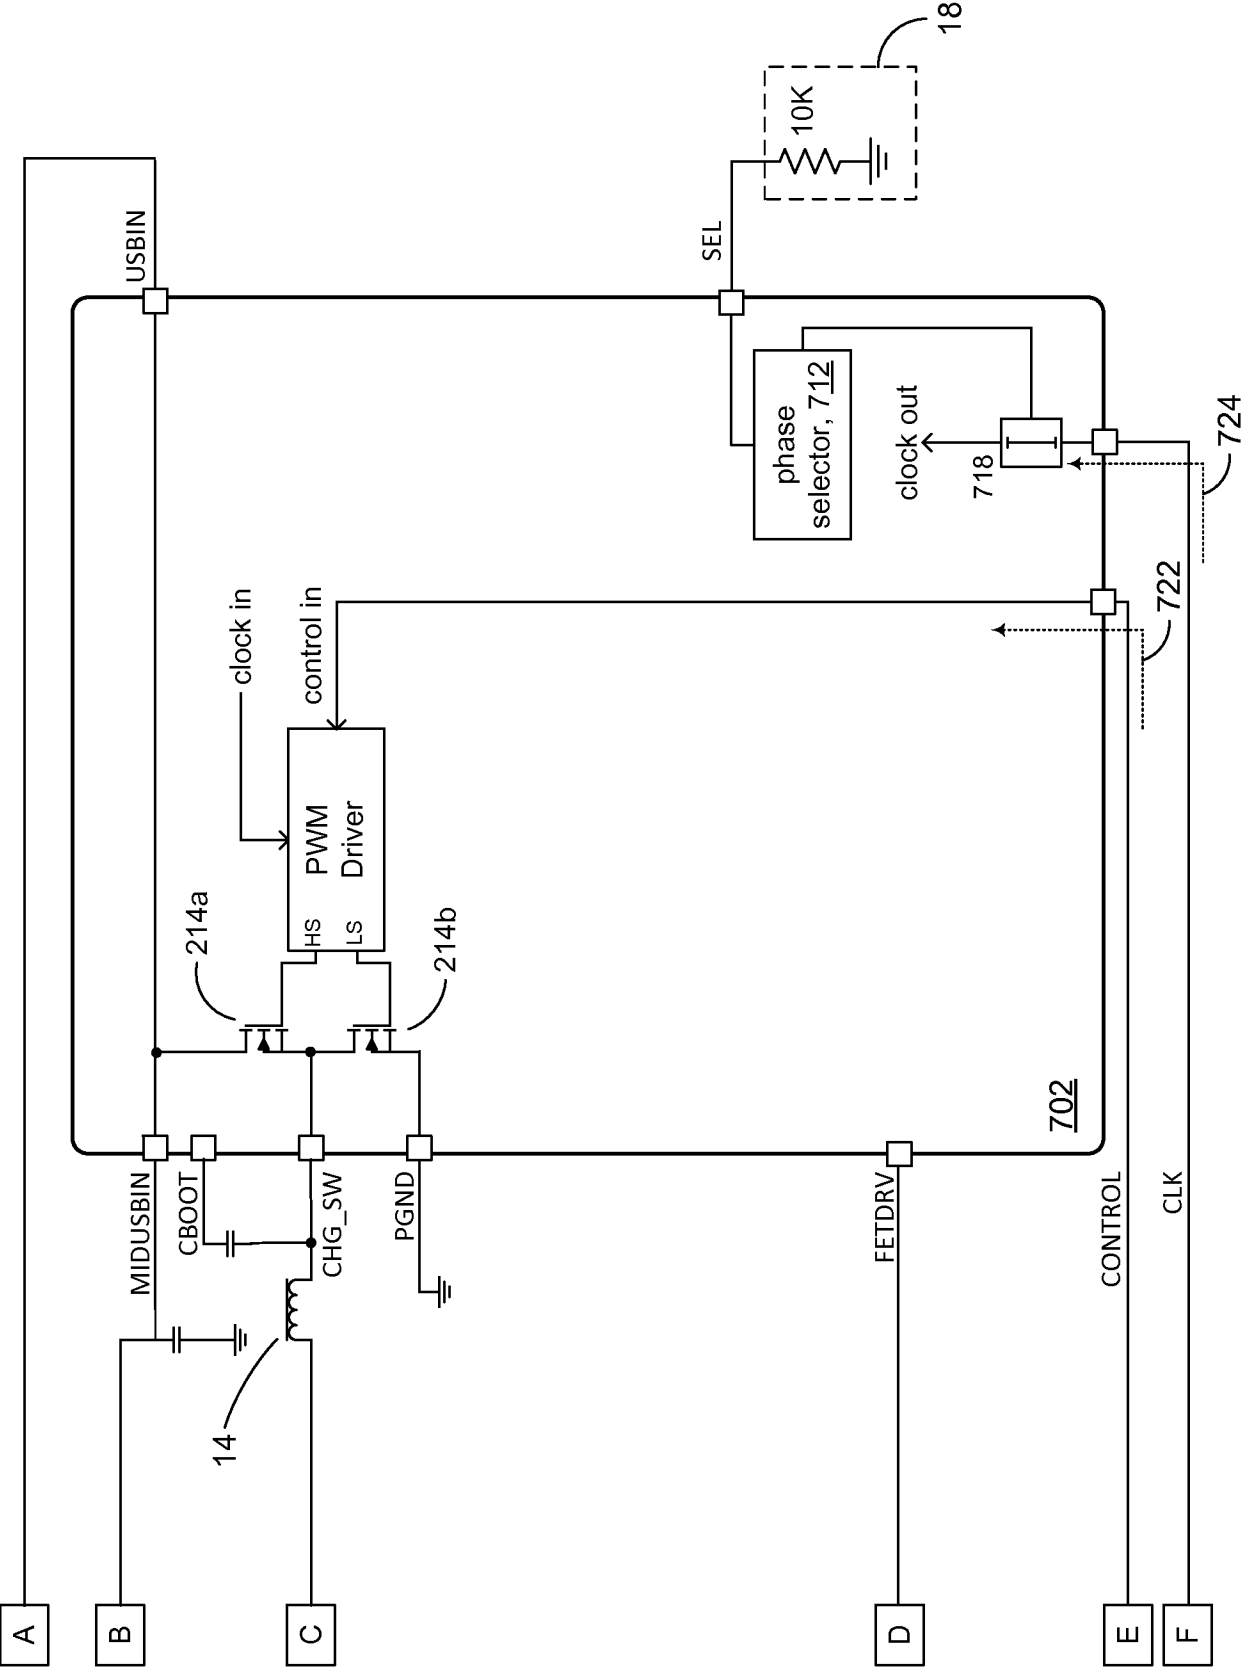 A
USBIN
MIDUSBIN
B
CBOOT
214a
clock in
14
CHG_SW
C
HS
PWM
Driver
LS
control in
PGND
214b
SEL
10K
18
phase
selector, 712
FETDRV
D
clock out
718
702
CONTROL
E
722
CLK
F
724